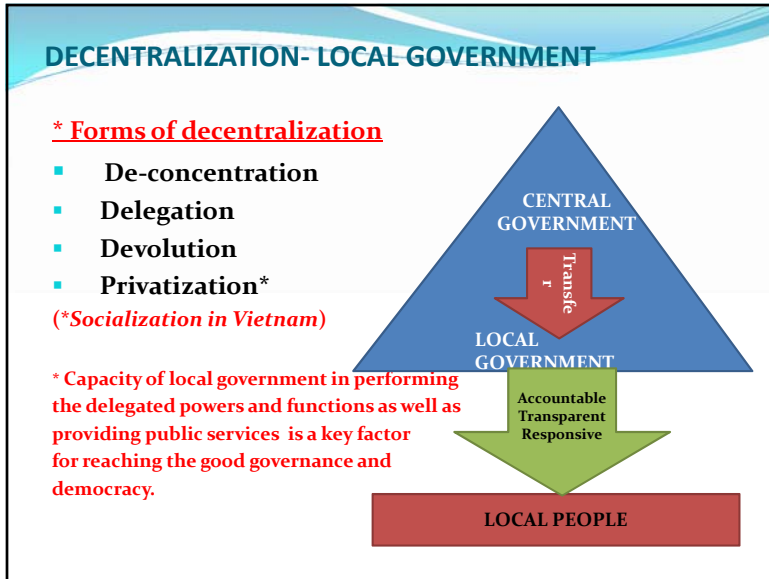 DECENTRALIZATION- LOCAL GOVERNMENT
* Forms of decentralization
▪ De-concentration
▪ Delegation
▪ Devolution
▪ Privatization*
(*Socialization in Vietnam)
* Capacity of local government in performing
the delegated powers and functions as well as
providing public services is a key factor
for reaching the good governance and
democracy.
CENTRAL
GOVERNMENT
Transfe
r
LOCAL
GOVERNMENT
Accountable
Transparent
Responsive
LOCAL PEOPLE